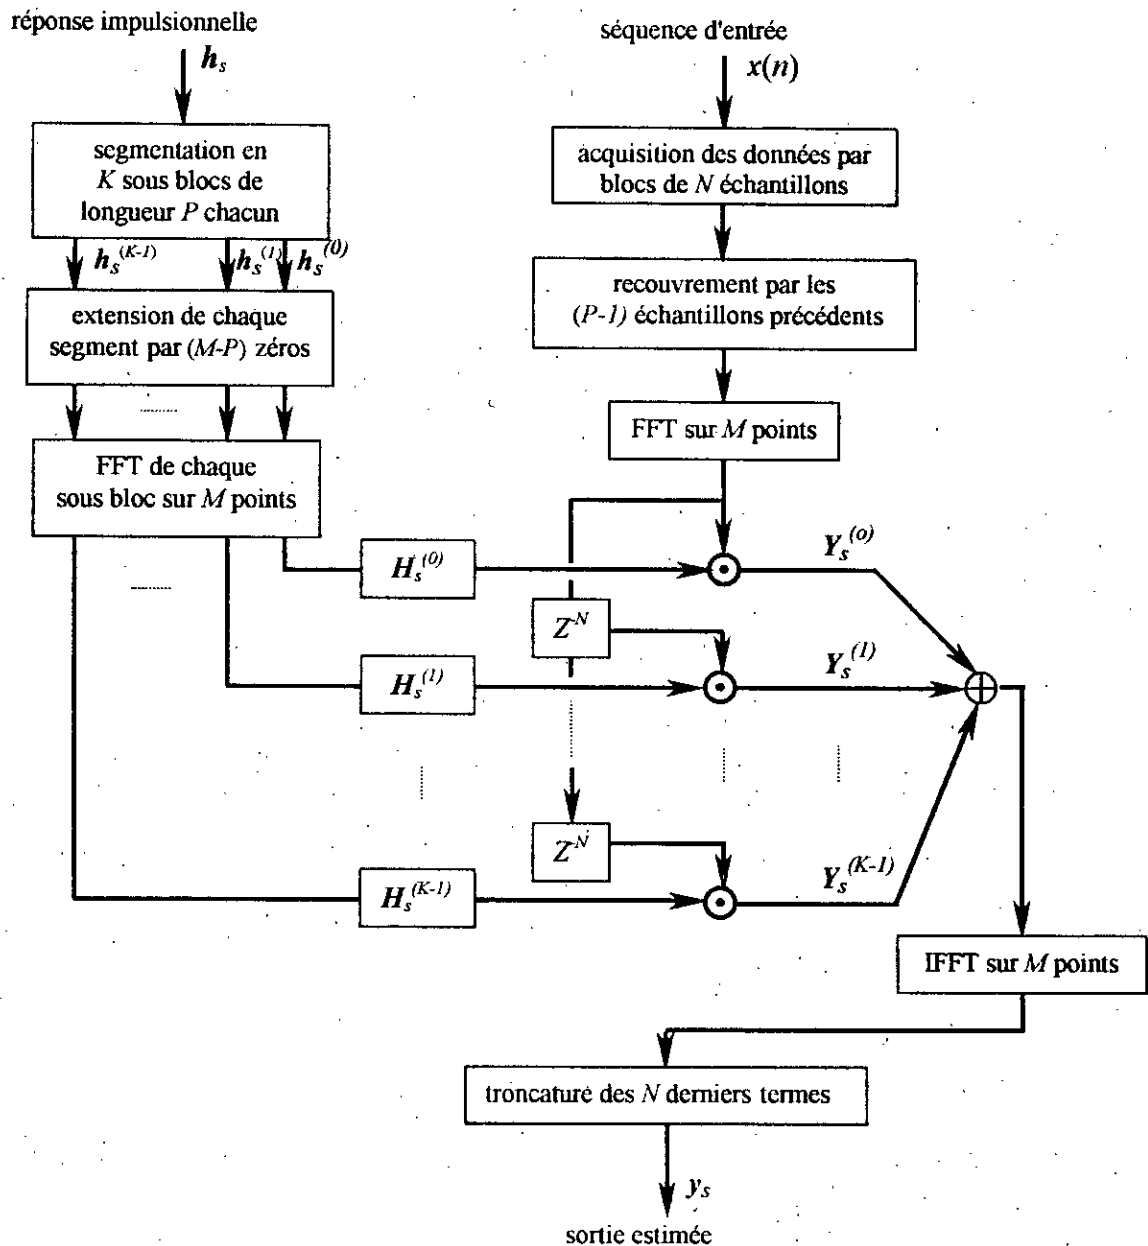 réponse impulsionnelle
h_s
segmentation en
K sous blocs de
longueur P chacun
h_s^(K-1)
h_s^(1)
h_s^(0)
extension de chaque
segment par (M-P) zéros
FFT de chaque
sous bloc sur M points
séquence d'entrée
x(n)
acquisition des données par
blocs de N échantillons
recouvrement par les
(P-1) échantillons précédents
FFT sur M points
H_s^(0)
Y_s^(o)
Z^-N
H_s^(1)
Y_s^(1)
Z^-N
H_s^(K-1)
Y_s^(K-1)
IFFT sur M points
troncature des N derniers termes
y_s
sortie estimée